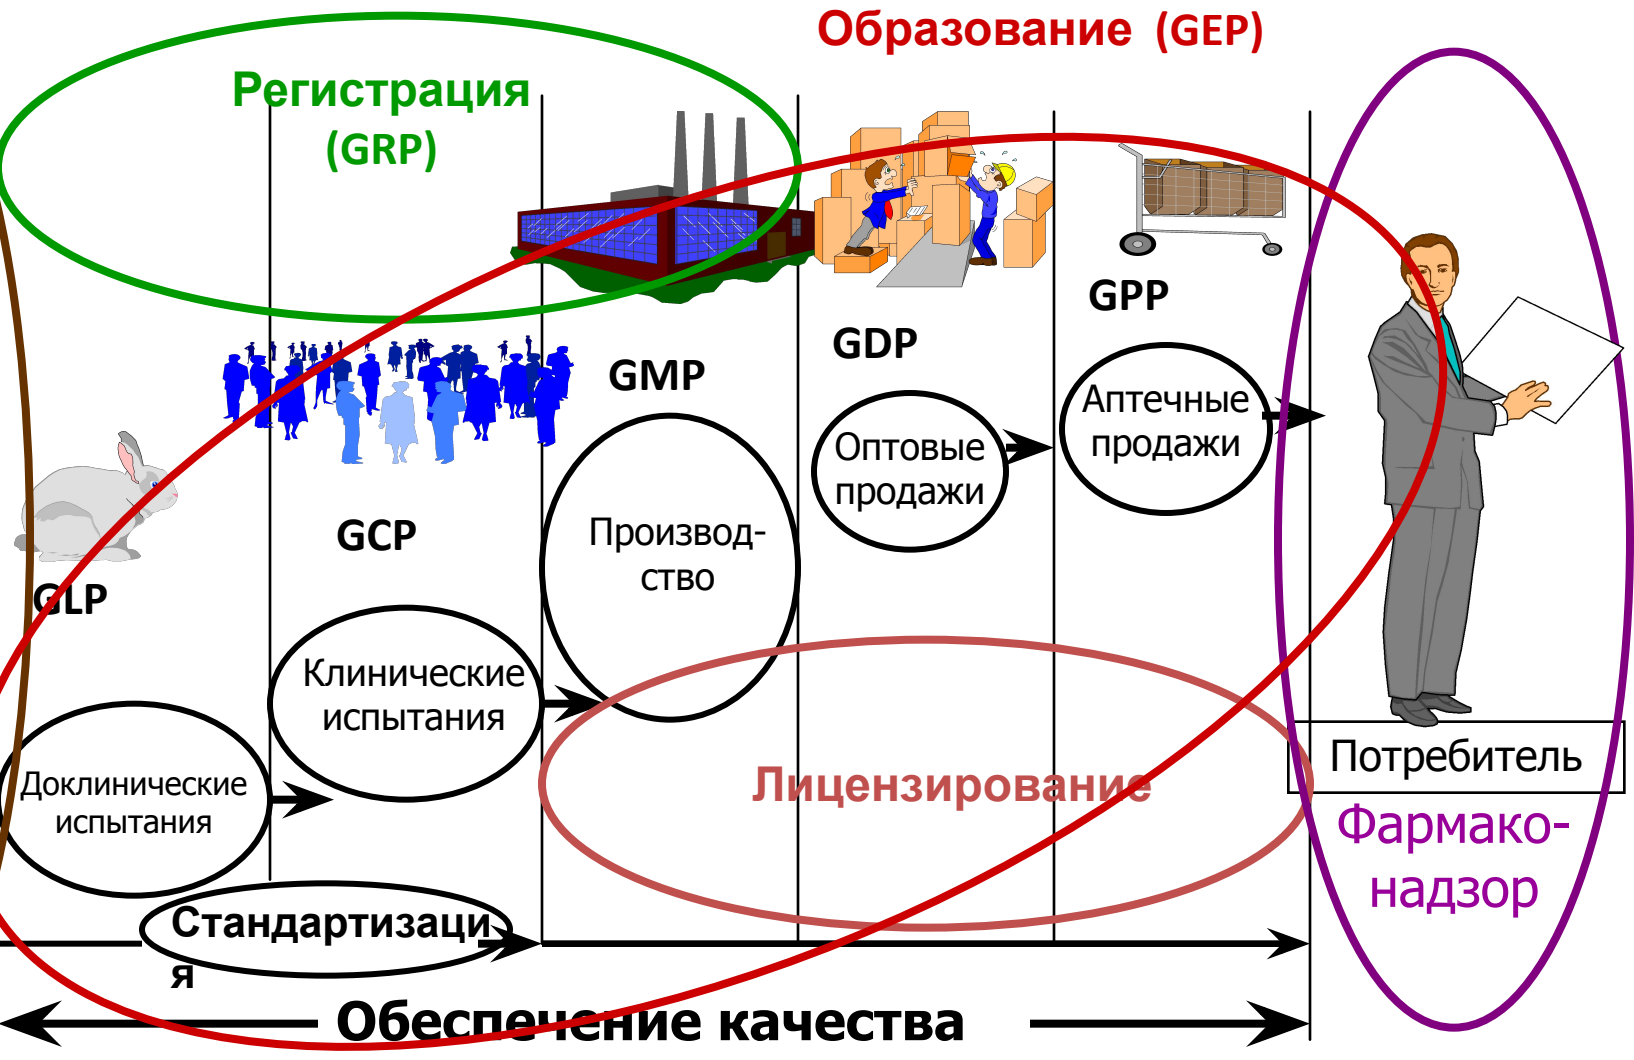 Образование (GEP)
Регистрация
(GRP)
GPP
GDP
GMP
Аптечные
продажи
Оптовые
продажи
GCP
Производ-
ство
GLP
Клинические
испытания
Доклинические
испытания
Лицензирование
Потребитель
Фармако-
надзор
Стандартизаци
я
Обеспечение качества